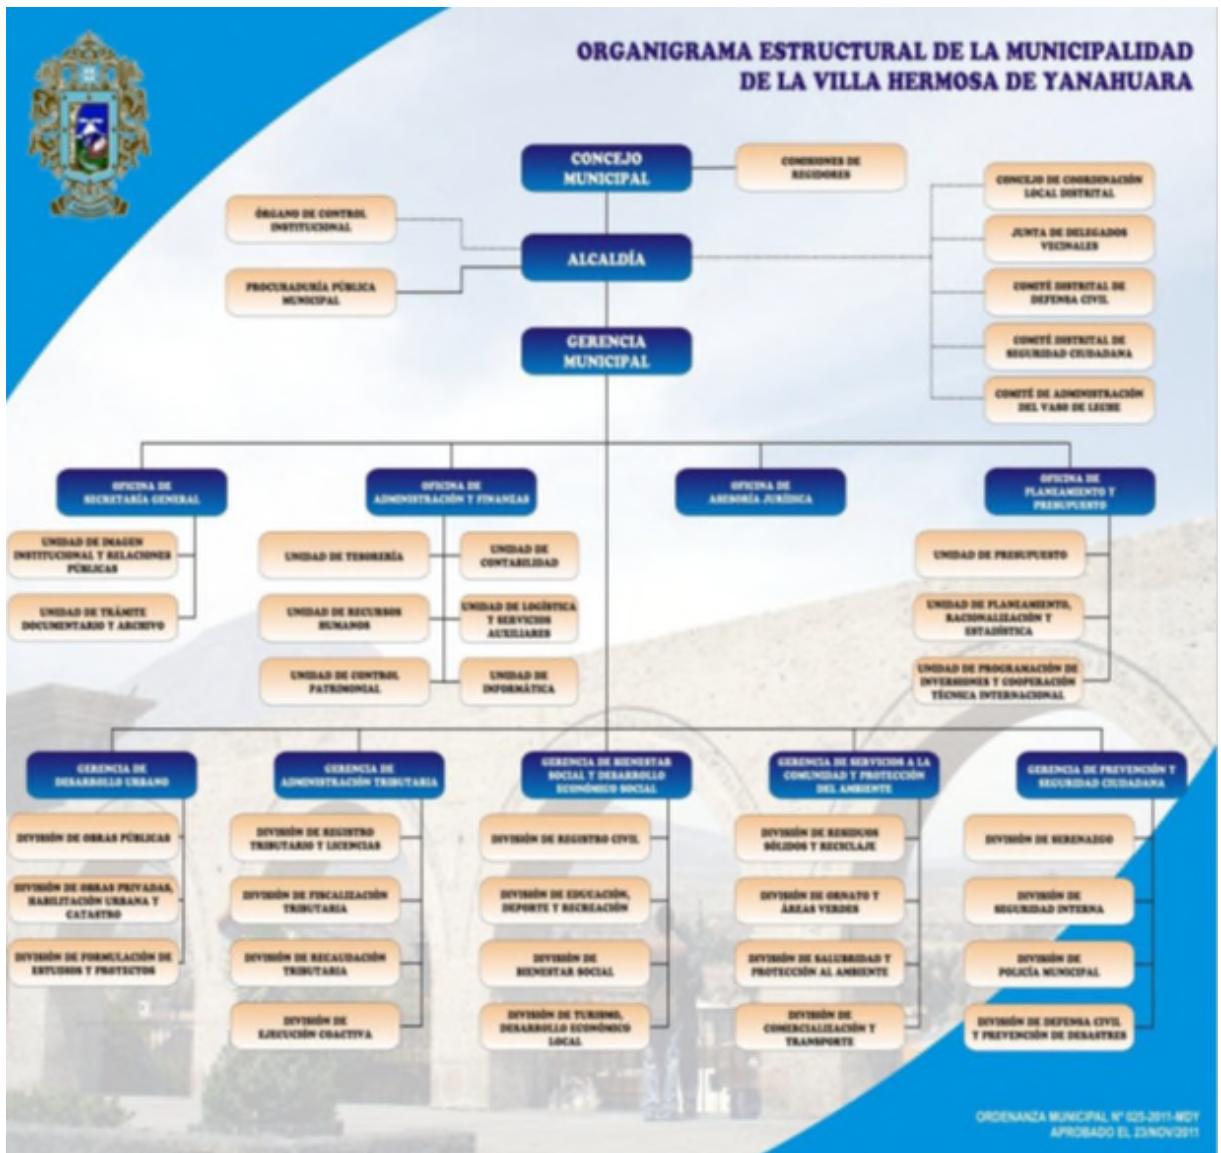 ORGANIGRAMA ESTRUCTURAL DE LA MUNICIPALIDAD
DE LA VILLA HERMOSA DE YANAHUARA
CONCEJO
MUNICIPAL
COMISIONES DE
REGIDORES
ÓRGANO DE CONTROL
INSTITUCIONAL
ALCALDÍA
PROCURADURÍA PÚBLICA
MUNICIPAL
GERENCIA
MUNICIPAL
CONCEJO DE COORDINACIÓN
LOCAL DISTRITAL
JUNTA DE DELEGADOS
VECINALES
COMITÉ DISTRITAL DE
DEFENSA CIVIL
COMITÉ DISTRITAL DE
SEGURIDAD CIUDADANA
COMITÉ DE ADMINISTRACIÓN
DEL VASO DE LECHE
OFICINA DE
SECRETARÍA GENERAL
UNIDAD DE IMAGEN
INSTITUCIONAL Y RELACIONES
PÚBLICAS
UNIDAD DE TRÁMITE
DOCUMENTARIO Y ARCHIVO
OFICINA DE
ADMINISTRACIÓN Y FINANZAS
UNIDAD DE TESORERÍA
UNIDAD DE
CONTABILIDAD
UNIDAD DE RECURSOS
HUMANOS
UNIDAD DE LOGÍSTICA
Y SERVICIOS
AUXILIARES
UNIDAD DE CONTROL
PATRIMONIAL
UNIDAD DE
INFORMÁTICA
OFICINA DE
ASESORÍA JURÍDICA
OFICINA DE
PLANEAMIENTO Y
PRESUPUESTO
UNIDAD DE PRESUPUESTO
UNIDAD DE PLANEAMIENTO,
RACIONALIZACIÓN Y
ESTADÍSTICA
UNIDAD DE PROGRAMACIÓN DE
INVERSIONES Y COOPERACIÓN
TÉCNICA INTERNACIONAL
GERENCIA DE
DESARROLLO URBANO
DIVISIÓN DE OBRAS PÚBLICAS
DIVISIÓN DE OBRAS PRIVADAS,
HABILITACIÓN URBANA Y
CATASTRO
DIVISIÓN DE FORMULACIÓN DE
ESTUDIOS Y PROYECTOS
GERENCIA DE
ADMINISTRACIÓN TRIBUTARIA
DIVISIÓN DE REGISTRO
TRIBUTARIO Y LICENCIAS
DIVISIÓN DE FISCALIZACIÓN
TRIBUTARIA
DIVISIÓN DE RECAUDACIÓN
TRIBUTARIA
DIVISIÓN DE
EJECUCIÓN COACTIVA
GERENCIA DE BIENESTAR
SOCIAL Y DESARROLLO
ECONÓMICO SOCIAL
DIVISIÓN DE REGISTRO CIVIL
DIVISIÓN DE EDUCACIÓN,
DEPORTE Y RECREACIÓN
DIVISIÓN DE
BIENESTAR SOCIAL
DIVISIÓN DE TURISMO,
DESARROLLO ECONÓMICO
LOCAL
GERENCIA DE SERVICIOS A LA
COMUNIDAD Y PROTECCIÓN
DEL AMBIENTE
DIVISIÓN DE RESIDUOS
SÓLIDOS Y RECICLAJE
DIVISIÓN DE ORNATO Y
ÁREAS VERDES
DIVISIÓN DE SALUBRIDAD Y
PROTECCIÓN AL AMBIENTE
DIVISIÓN DE
COMERCIALIZACIÓN Y
TRANSPORTE
GERENCIA DE PREVENCIÓN Y
SEGURIDAD CIUDADANA
DIVISIÓN DE SERENAZGO
DIVISIÓN DE
SEGURIDAD INTERNA
DIVISIÓN DE
POLICÍA MUNICIPAL
DIVISIÓN DE DEFENSA CIVIL
Y PREVENCIÓN DE DESASTRES
ORDENANZA MUNICIPAL N° 025-2011-MDY
APROBADO EL 23/NOV/2011